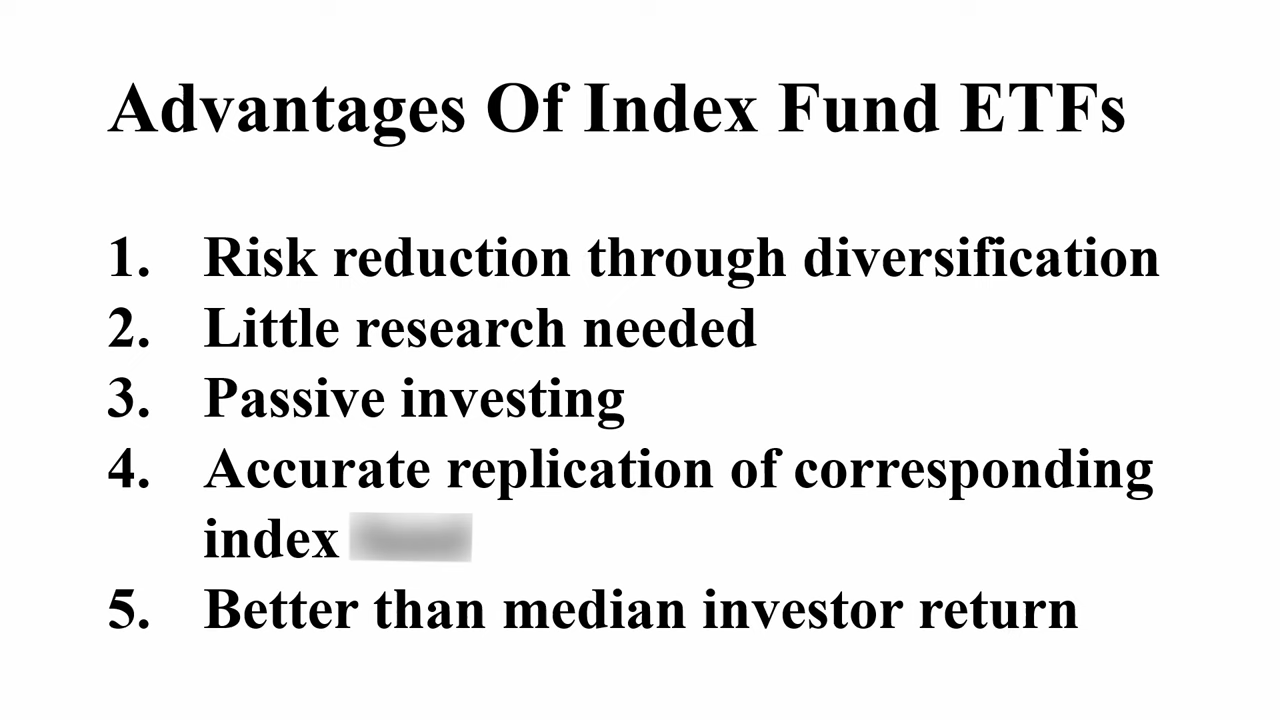 Advantages Of Index Fund ETFs
1. Risk reduction through diversification
2. Little research needed
3. Passive investing
4. Accurate replication of corresponding
index
5. Better than median investor return